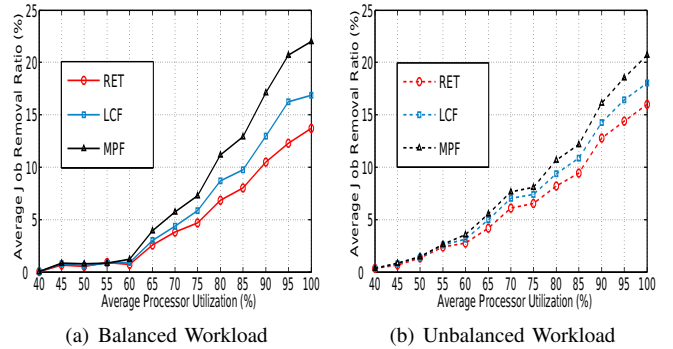 Average Job Removal Ratio (%)
25
20
15
10
5
0
RET
LCF
MPF
40 45 50 55 60 65 70 75 80 85 90 95 100
Average Processor Utilization (%)
(a) Balanced Workload
Average Job Removal Ratio (%)
25
20
15
10
5
0
RET
LCF
MPF
40 45 50 55 60 65 70 75 80 85 90 95 100
Average Processor Utilization (%)
(b) Unbalanced Workload